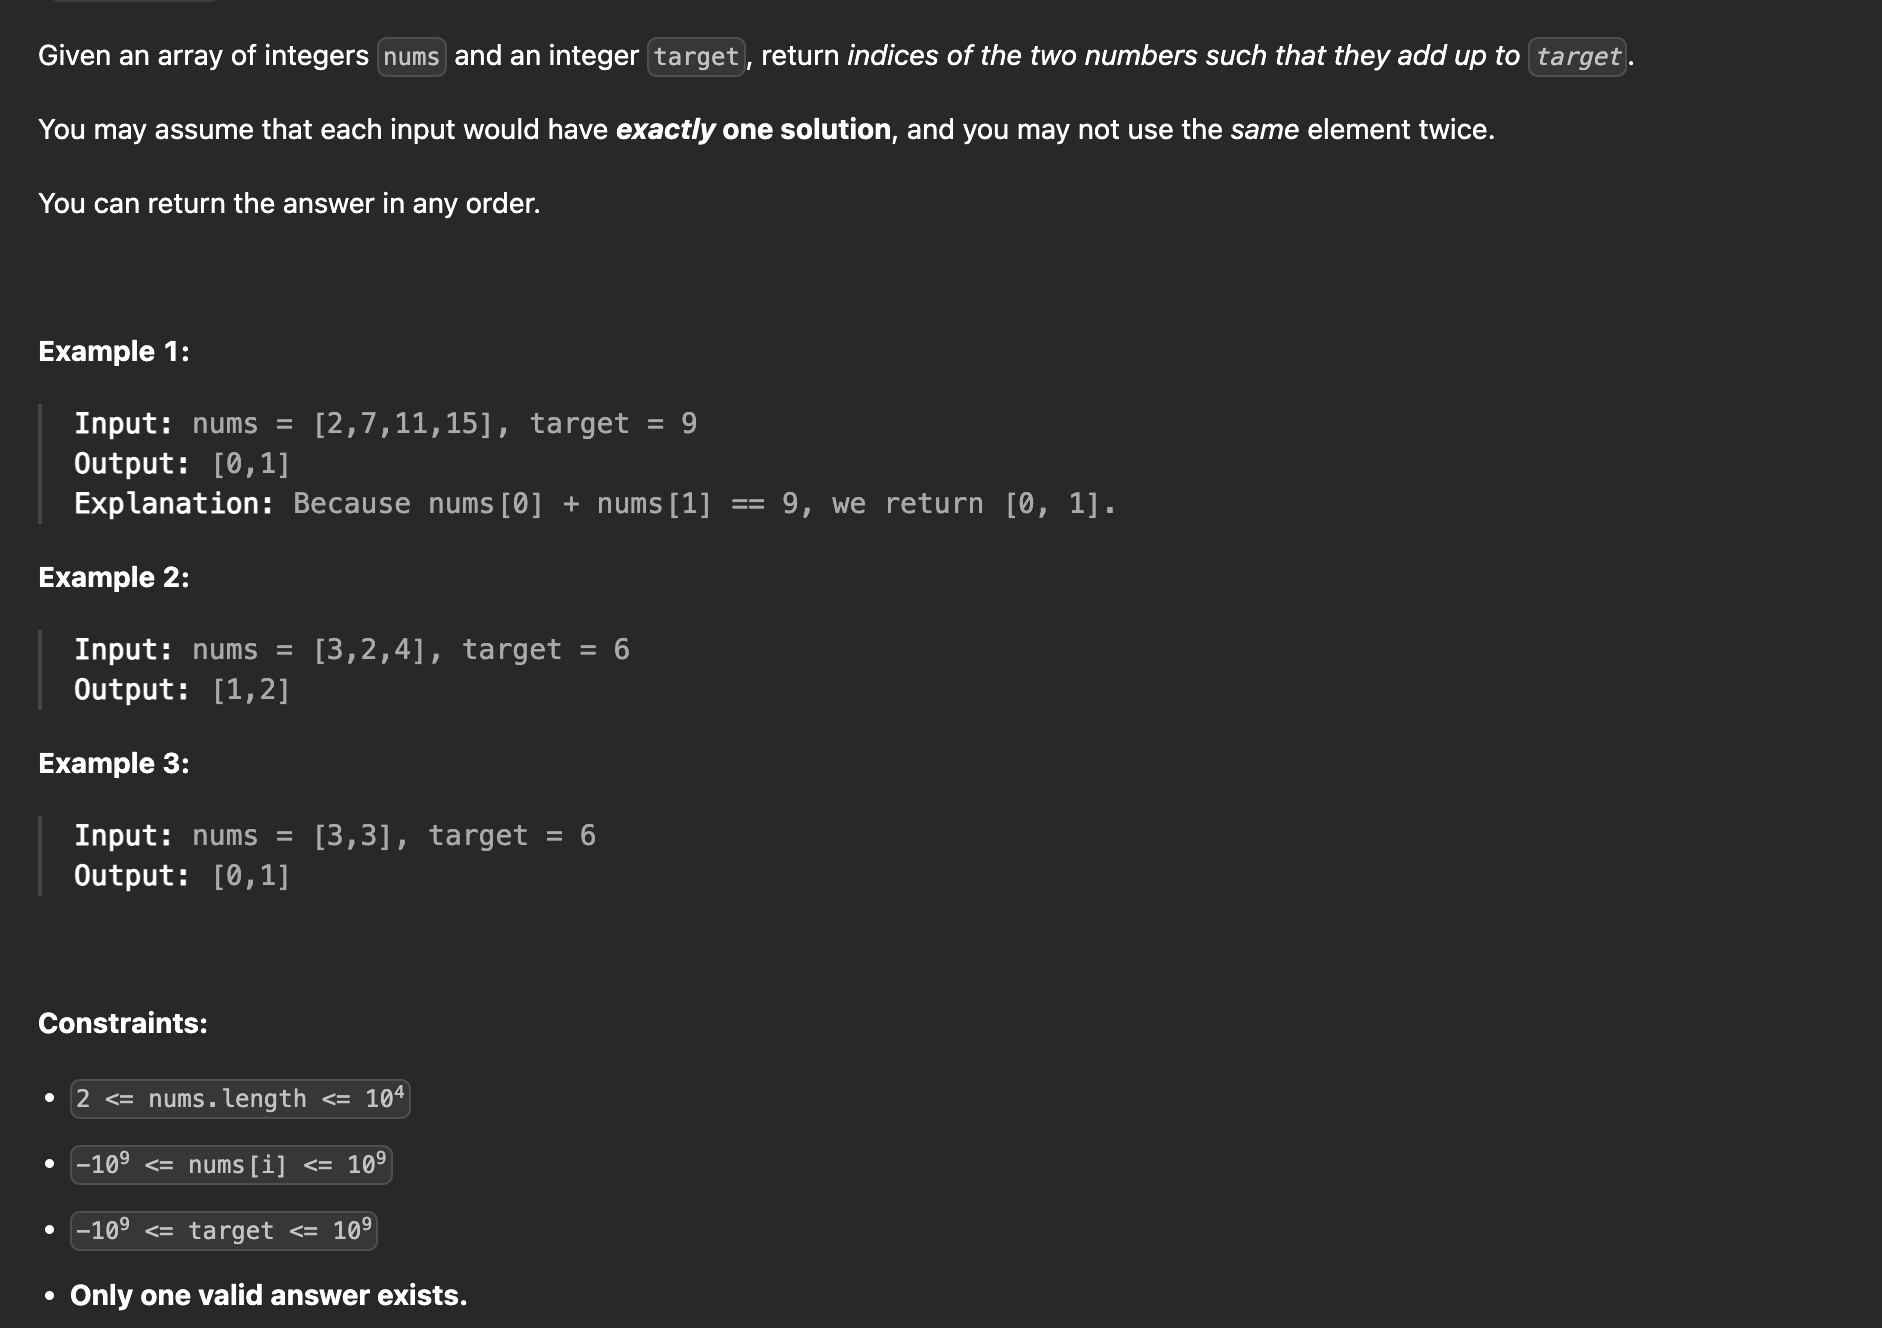 Given an array of integers nums and an integer target, return indices of the two numbers such that they add up to target.
You may assume that each input would have exactly one solution, and you may not use the same element twice.
You can return the answer in any order.
Example 1:
Input: nums = [2,7,11,15], target = 9
Output: [0,1]
Explanation: Because nums[0] + nums[1] == 9, we return [0, 1].
Example 2:
Input: nums = [3,2,4], target = 6
Output: [1,2]
Example 3:
Input: nums = [3,3], target = 6
Output: [0,1]
Constraints:
• 2 <= nums.length <= 10⁴
• -10⁹ <= nums[i] <= 10⁹
• -10⁹ <= target <= 10⁹
• Only one valid answer exists.